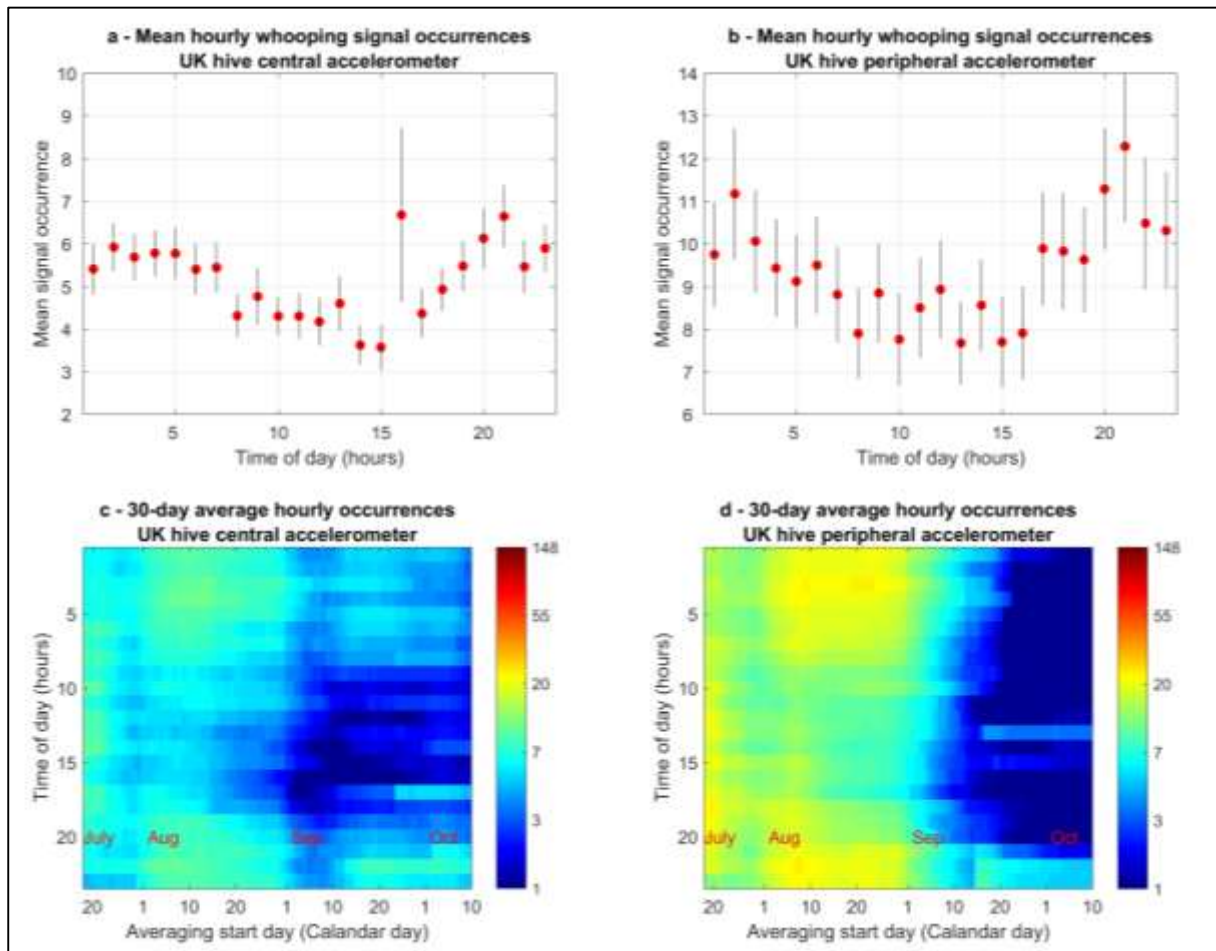 a - Mean hourly whooping signal occurrences
UK hive central accelerometer
10
9
8
7
6
5
4
3
2
Mean signal occurrence
5
10
15
20
Time of day (hours)
b - Mean hourly whooping signal occurrences
UK hive peripheral accelerometer
14
13
12
11
10
9
8
7
6
Mean signal occurrence
5
10
15
20
Time of day (hours)
c - 30-day average hourly occurrences
UK hive central accelerometer
5
10
15
20
Time of day (hours)
July Aug Sep Oct
20 1 10 20 1 10 20 1 10
Averaging start day (Calandar day)
148
55
20
7
3
1
d - 30-day average hourly occurrences
UK hive peripheral accelerometer
5
10
15
20
Time of day (hours)
July Aug Sep Oct
20 1 10 20 1 10 20 1 10
Averaging start day (Calandar day)
148
55
20
7
3
1